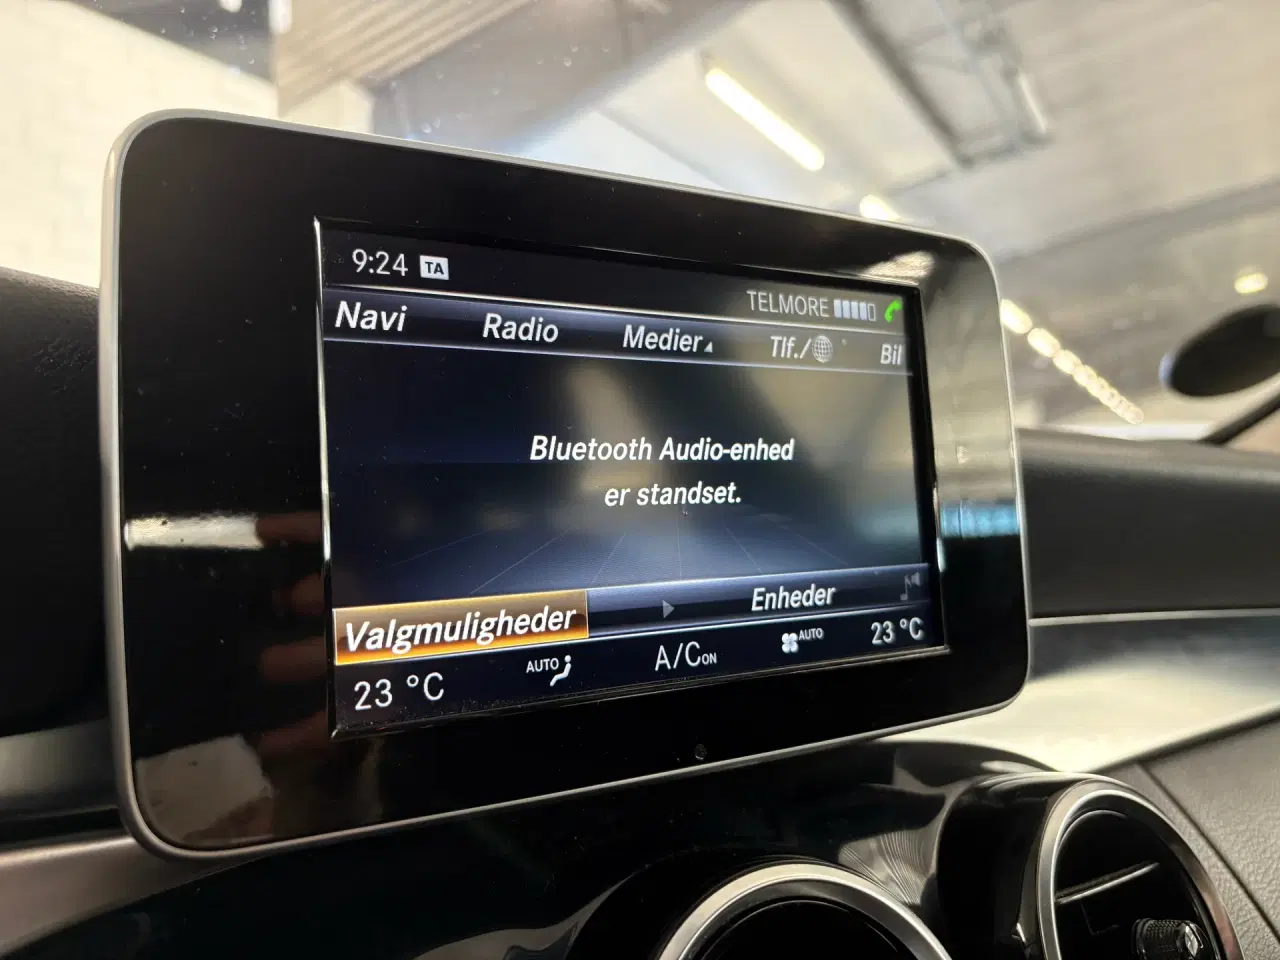 9:24 TA
TELMORE
Navi Radio Medier Tlf./ Bil
Bluetooth Audio-enhed
er standset.
Valgmuligheder Enheder
23 °C AUTO A/C ON AUTO 23 °C